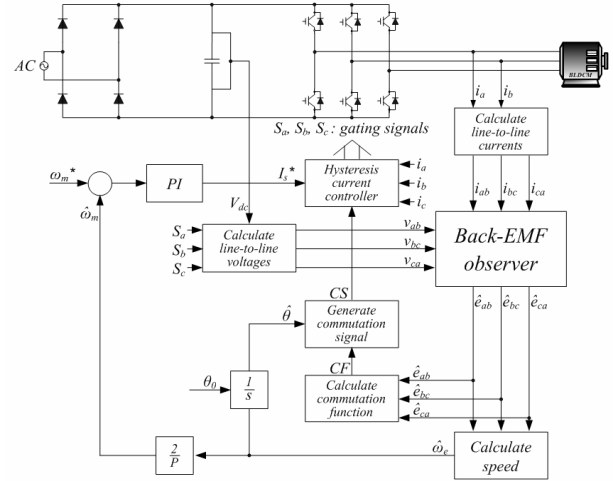 AC
BLDCM
i_a
i_b
S_a, S_b, S_c : gating signals
Calculate
line-to-line
currents
ω_m*
PI
I_s*
Hysteresis
current
controller
i_a
i_b
i_c
i_ab
i_bc
i_ca
ω̂_m
V_dc
S_a
S_b
S_c
Calculate
line-to-line
voltages
v_ab
v_bc
v_ca
Back-EMF
observer
CS
ê_ab
ê_bc
ê_ca
θ̂
Generate
commutation
signal
CF
θ_0
1
s
Calculate
commutation
function
ê_ab
ê_bc
ê_ca
2
P
ω̂_e
Calculate
speed